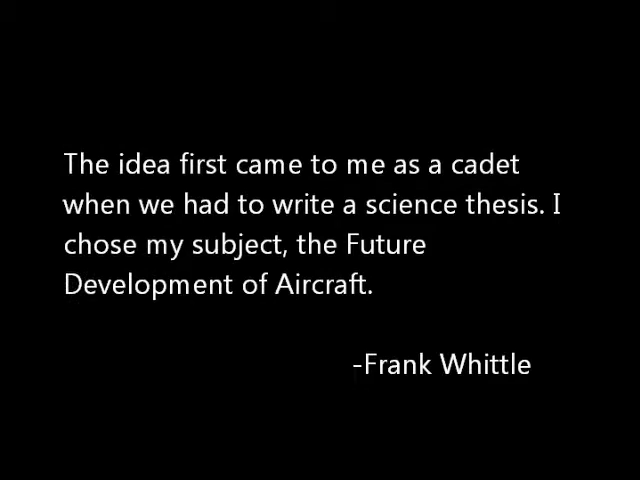 The idea first came to me as a cadet
when we had to write a science thesis. I
chose my subject, the Future
Development of Aircraft.
-Frank Whittle